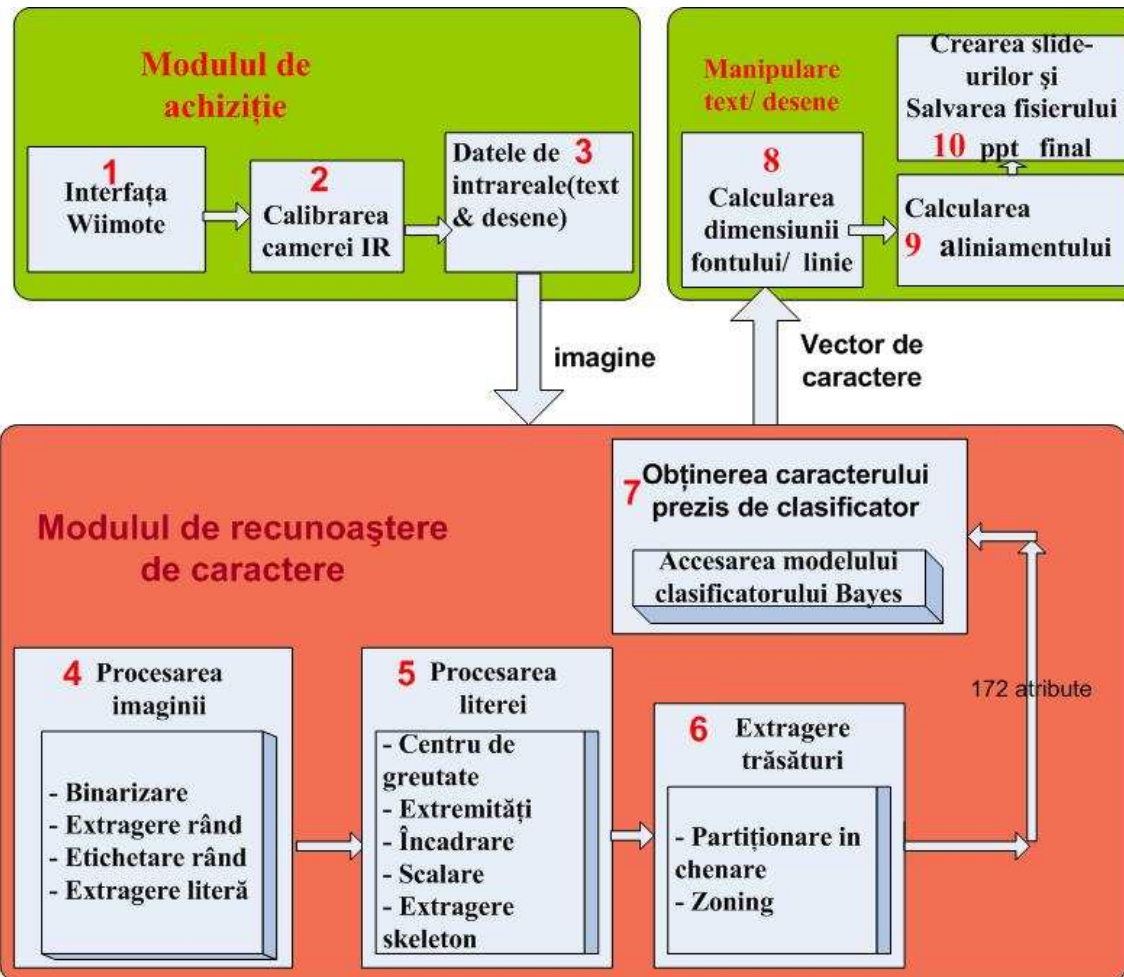 Modulul de
achiziție
1
Interfața
Wiimote
2
Calibrarea
camerei IR
Datele de 3
intrareale(text
& desene)
Manipulare
text/ desene
8
Calcularea
dimensiunii
fontului/ linie
Calcularea
9 aliniamentului
Crearea slide-
urilor și
Salvarea fisierului
10 ppt final
imagine
Vector de
caractere
Modulul de recunoaştere
de caractere
4 Procesarea
imaginii
- Binarizare
- Extragere rând
- Etichetare rând
- Extragere literă
5 Procesarea
literei
- Centru de
greutate
- Extremități
- Încadrare
- Scalare
- Extragere
skeleton
6 Extragere
trăsături
- Partiționare in
chenare
- Zoning
172 atribute
7 Obținerea caracterului
prezis de clasificator
Accesarea modelului
clasificatorului Bayes